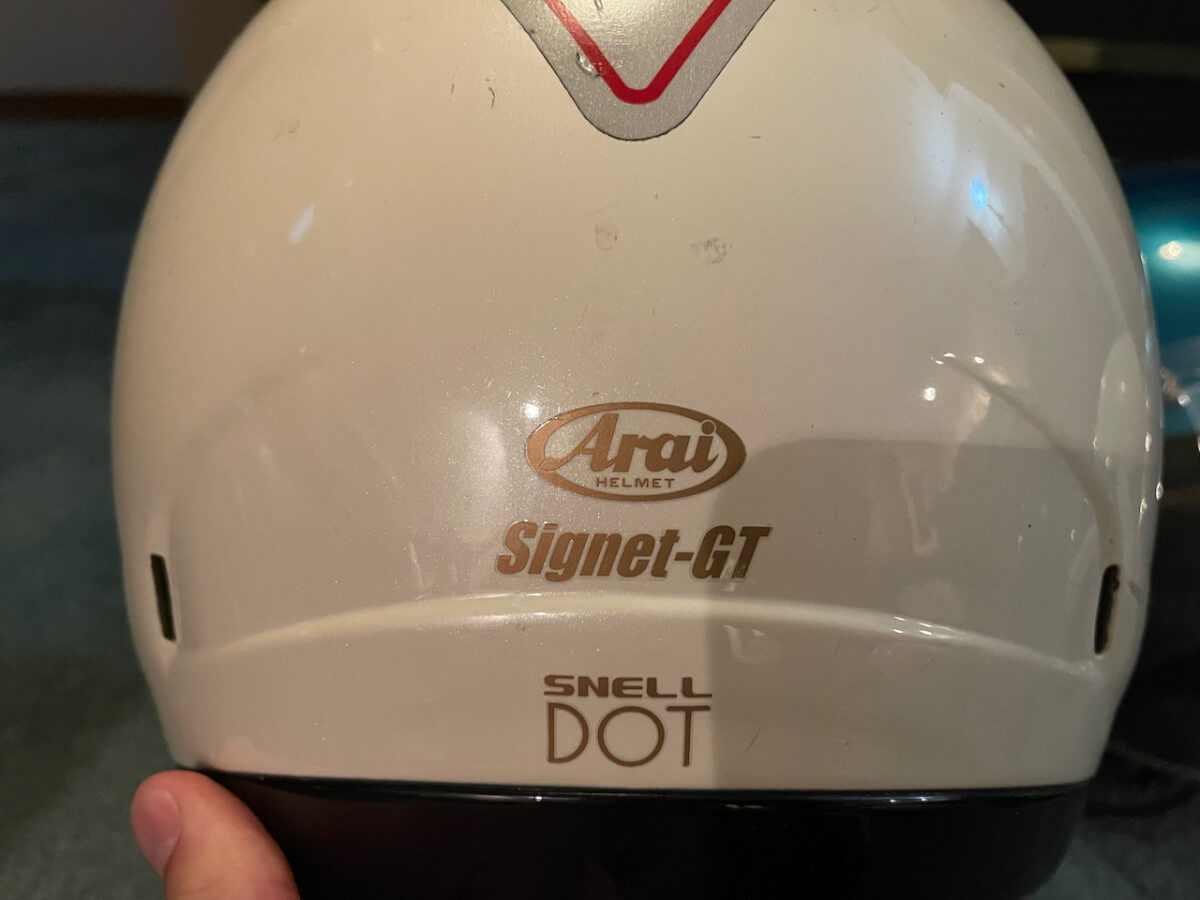 Arai
HELMET
Signet-GT
SNELL
DOT